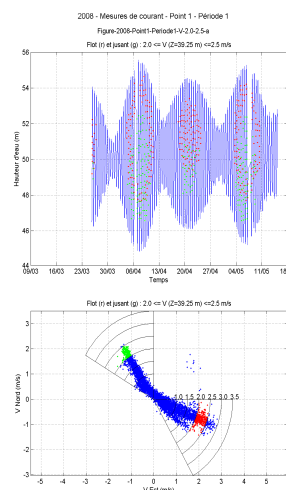 2008 - Mesures de courant - Point 1 - Période 1
Figure-2008-Point1-Periode1-V-2.0-2.5-a
Flot (r) et jusant (g) : 2.0 <= V (Z=39.25 m) <=2.5 m/s
Hauteur d'eau (m)
56
54
52
50
48
46
44
09/03 16/03 23/03 30/03 06/04 13/04 20/04 27/04 04/05 11/05 18
Temps
Flot (r) et jusant (g) : 2.0 <= V (Z=39.25 m) <=2.5 m/s
V Nord (m/s)
3
2
1
0
-1
-2
-3
1.0 1.5 2.0 2.5 3.0 3.5
-5 -4 -3 -2 -1 0 1 2 3 4 5
V Est (m/s)